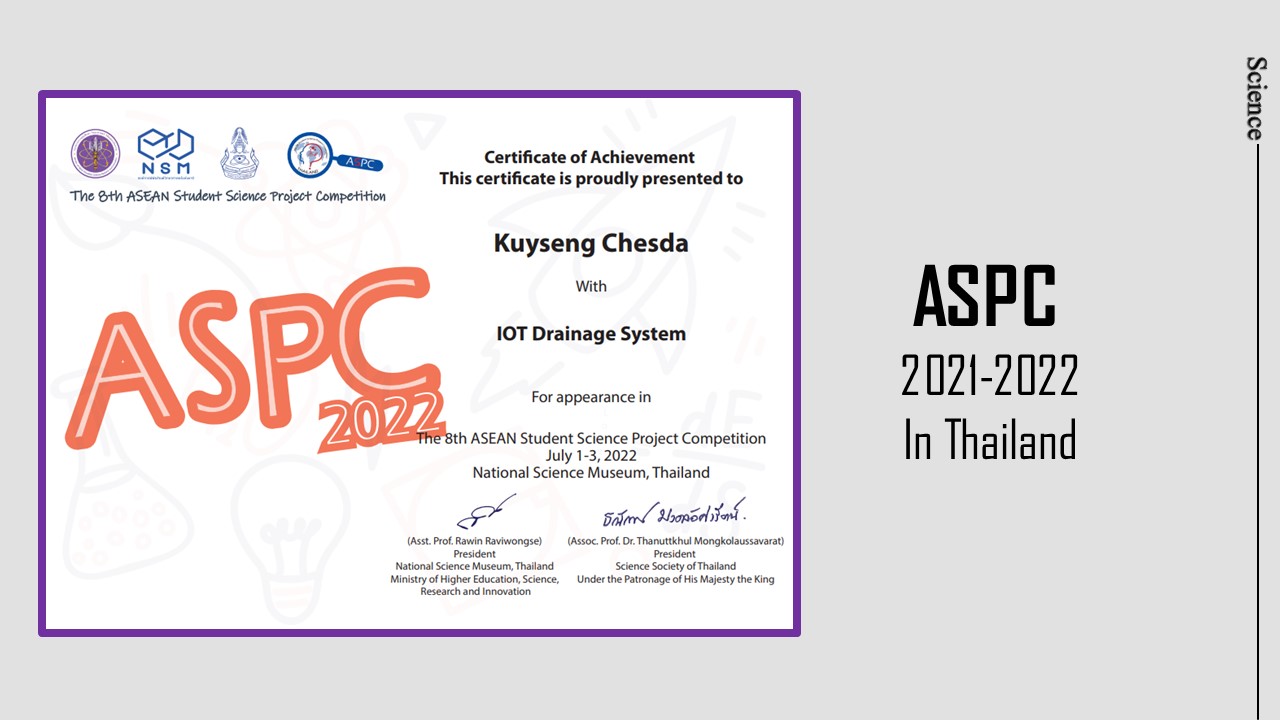 NSM
ASPC
The 8th ASEAN Student Science Project Competition
ASPC
2022
Certificate of Achievement
This certificate is proudly presented to
Kuyseng Chesda
With
IOT Drainage System
For appearance in
The 8th ASEAN Student Science Project Competition
July 1-3, 2022
National Science Museum, Thailand
(Asst. Prof. Rawin Raviwongse)
President
National Science Museum, Thailand
Ministry of Higher Education, Science,
Research and Innovation
(Assoc. Prof. Dr. Thanuttkhul Mongkolaussavarat)
President
Science Society of Thailand
Under the Patronage of His Majesty the King
ASPC
2021-2022
In Thailand
Science